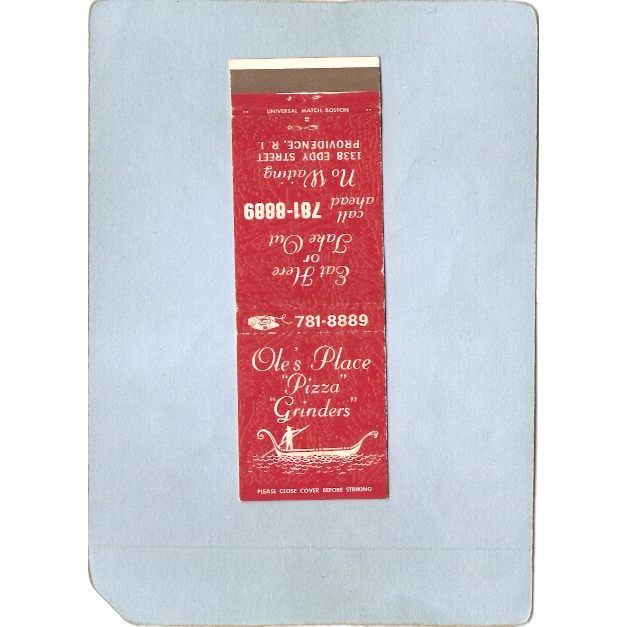 UNIVERSAL MATCH, BOSTON
Eat Here
or
Take Out
call
ahead 781-8889
No Waiting
1338 EDDY STREET
PROVIDENCE, R. I.
781-8889
Ole's Place
"Pizza"
"Grinders"
PLEASE CLOSE COVER BEFORE STRIKING